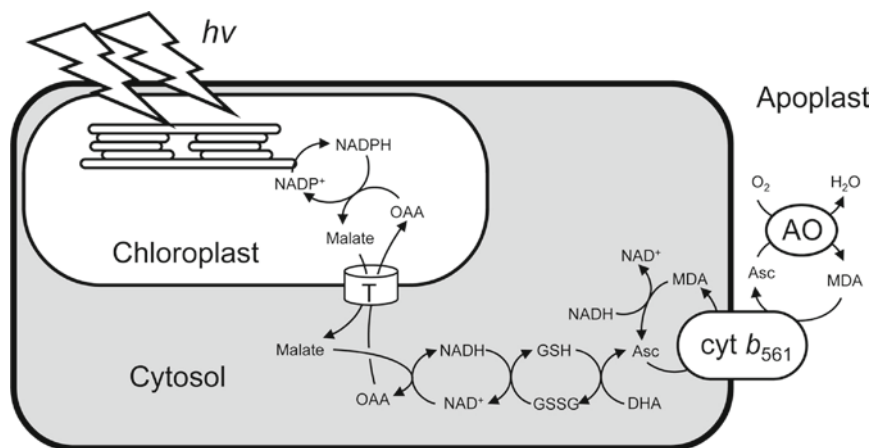 hv
Apoplast
NADPH
NADP⁺
O₂
H₂O
OAA
AO
Chloroplast
Malate
NAD⁺
Asc
MDA
MDA
T
NADH
cyt b₅₆₁
Malate
NADH
GSH
Asc
Cytosol
OAA
NAD⁺
GSSG
DHA